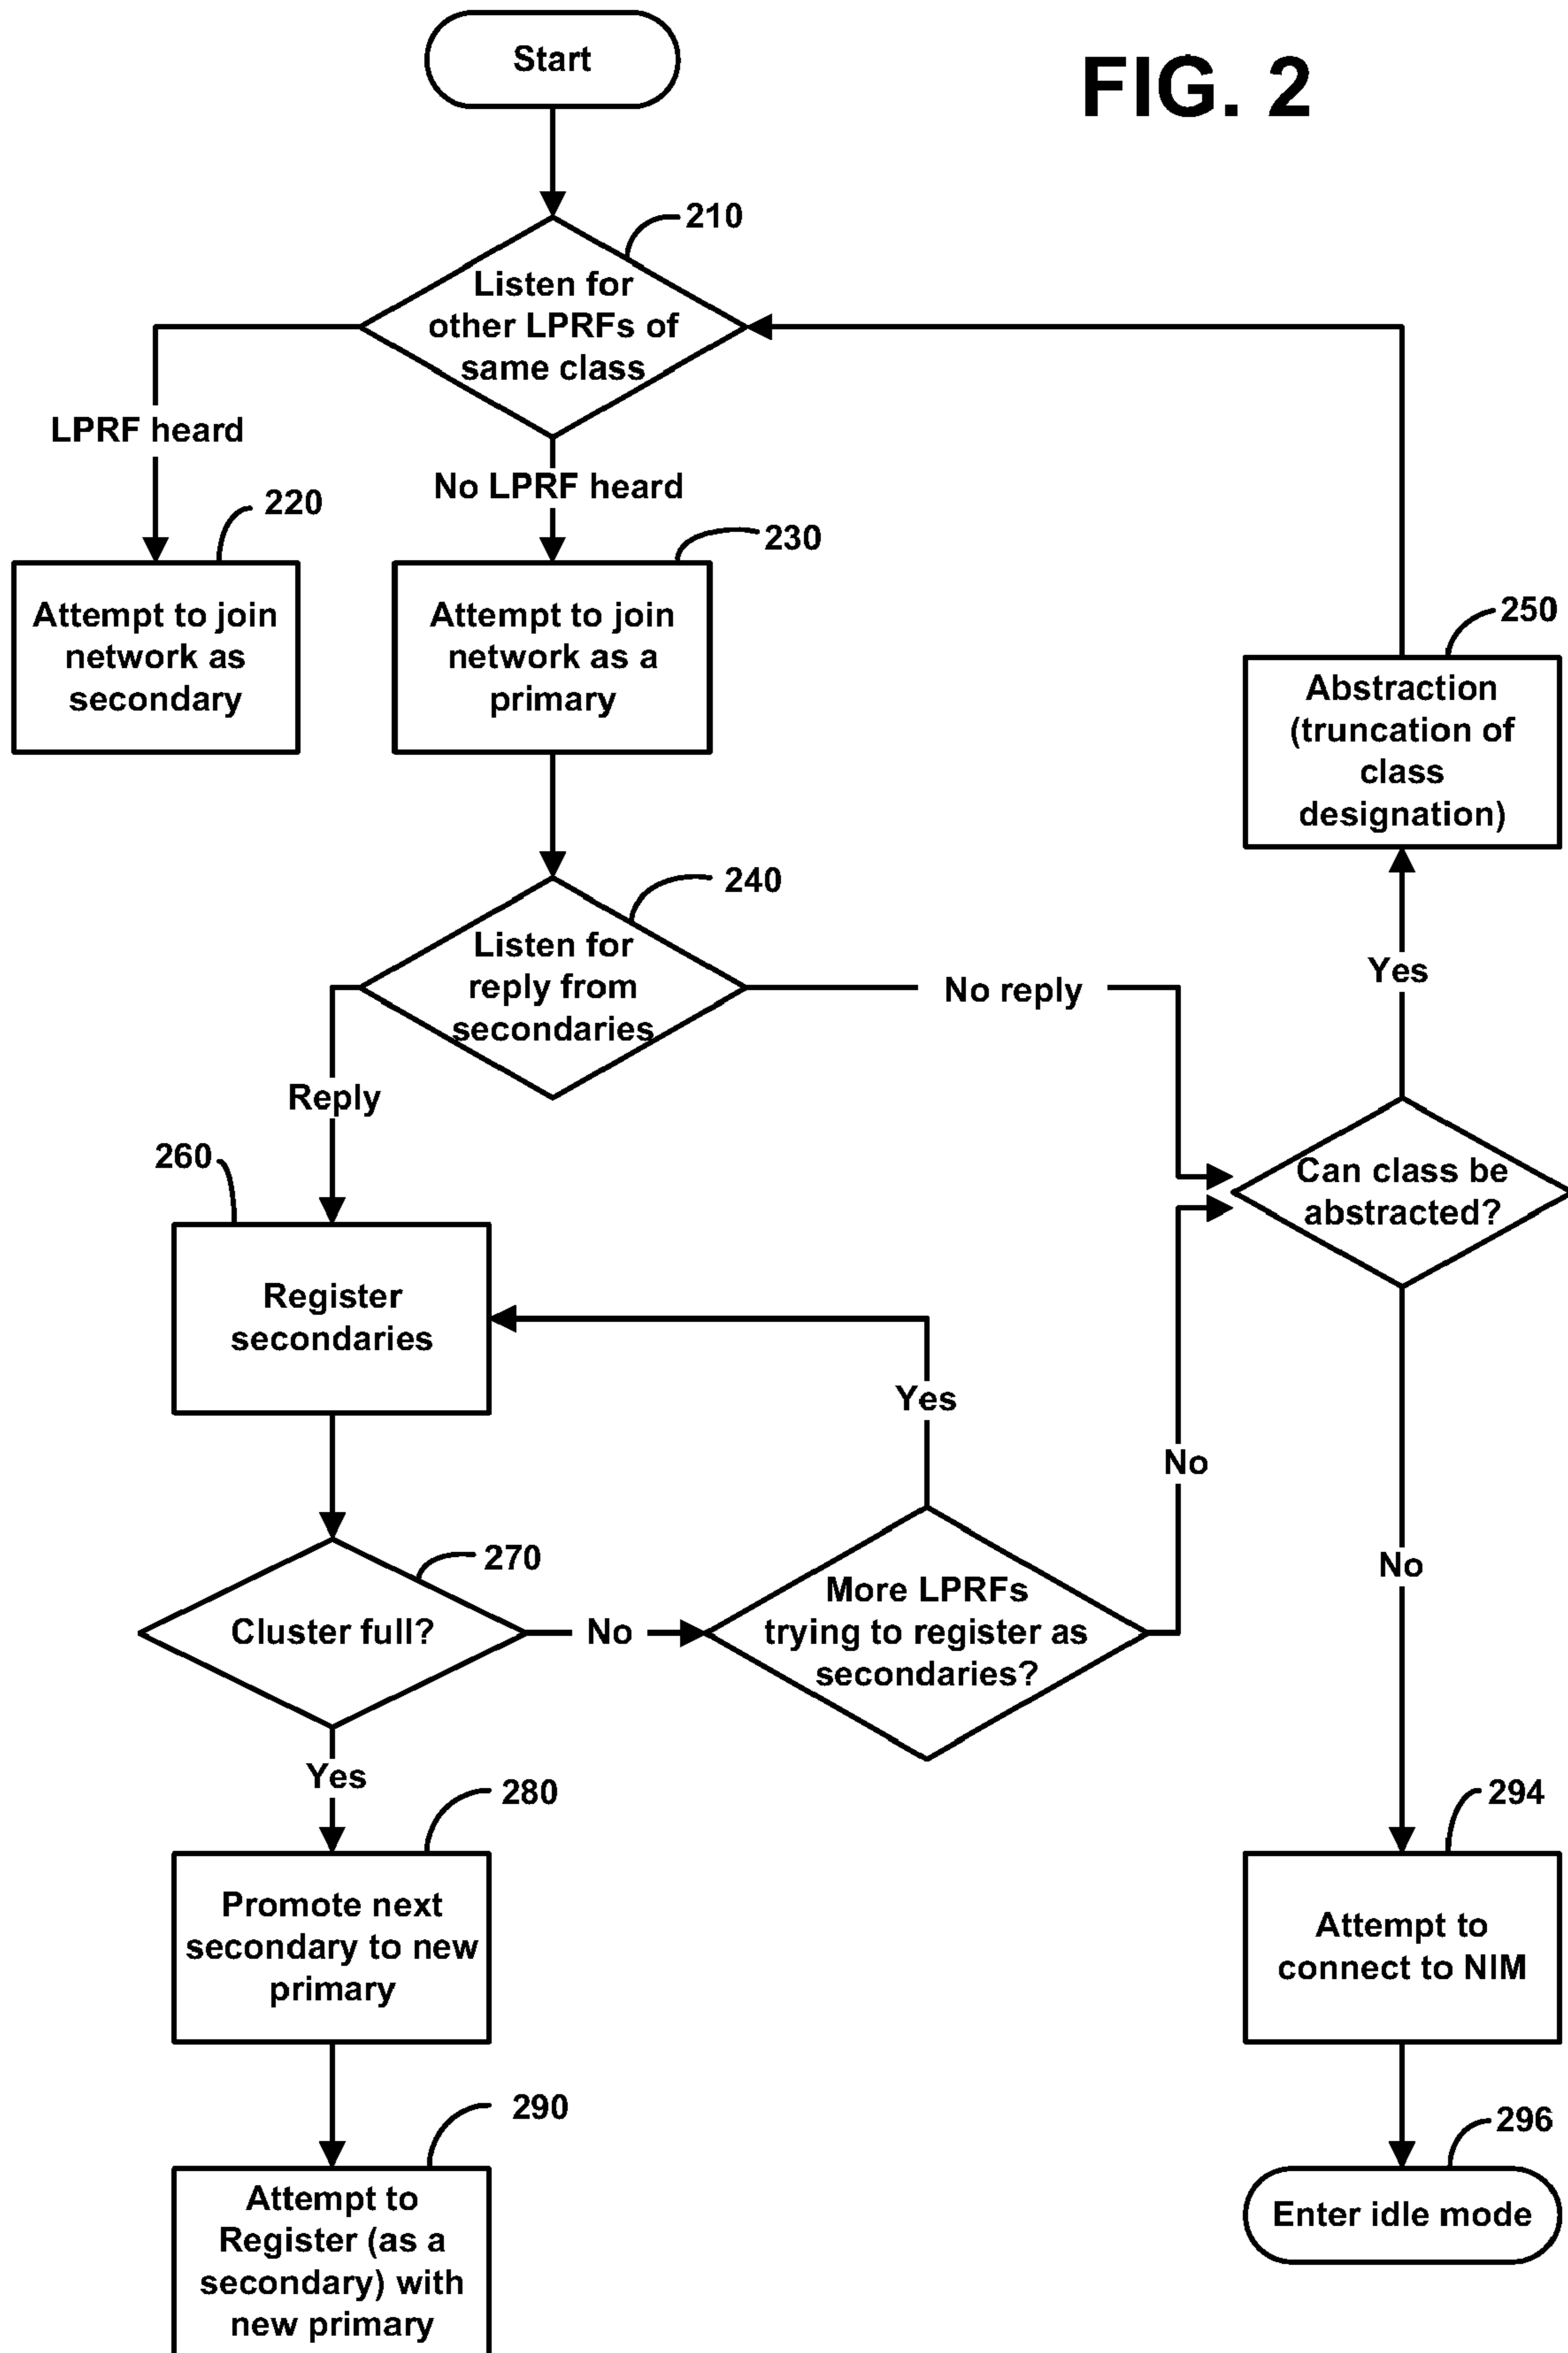 Start
FIG. 2
210
Listen for
other LPRFs of
same class
LPRF heard
No LPRF heard
220
230
Attempt to join
network as
secondary
Attempt to join
network as a
primary
250
Abstraction
(truncation of
class
designation)
240
Listen for
reply from
secondaries
No reply
Yes
Reply
260
Can class be
abstracted?
Register
secondaries
Yes
No
270
Cluster full?
No
More LPRFs
trying to register as
secondaries?
No
Yes
280
294
Promote next
secondary to new
primary
Attempt to
connect to NIM
290
296
Attempt to
Register (as a
secondary) with
new primary
Enter idle mode